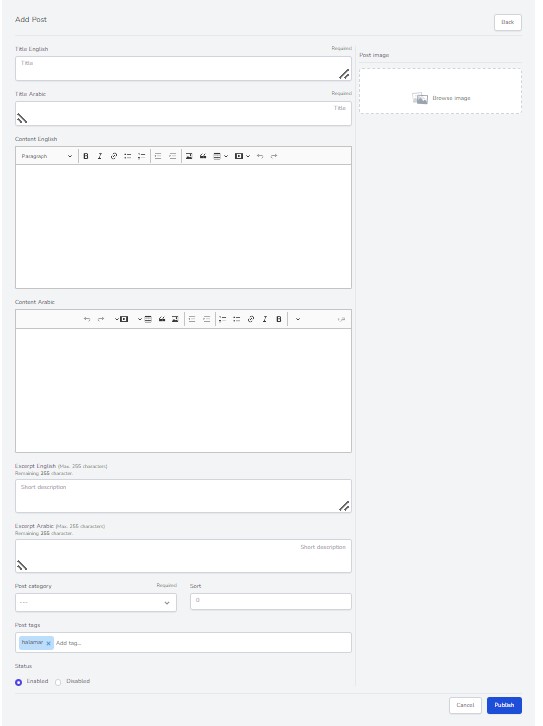 Add Post
Back
Title English Required
Title
Title Arabic Required
Title
Content English
Paragraph
Content Arabic
Excerpt English (Max. 255 characters)
Remaining 255 character.
Short description
Excerpt Arabic (Max. 255 characters)
Remaining 255 character.
Short description
Post category Required
---
Sort
0
Post tags
halamar × Add tag...
Status
Enabled Disabled
Post image
Browse image
Cancel Publish